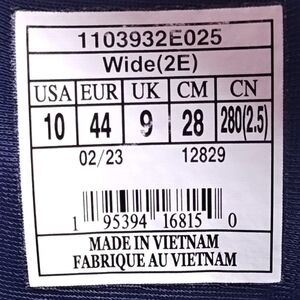 1103932E025
Wide(2E)
USA EUR UK CM CN
10 44 9 28 280(2.5)
02/23 12829
1 95394 16815 0
MADE IN VIETNAM
FABRIQUE AU VIETNAM